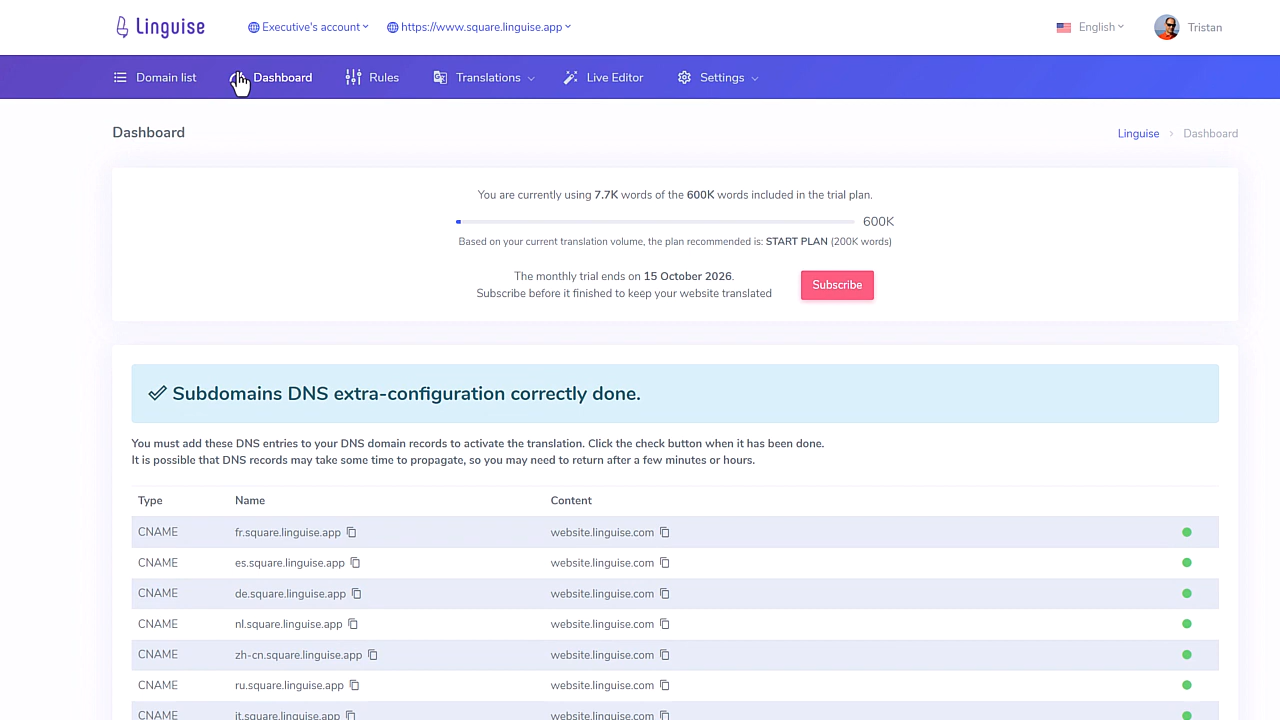 Linguise
Executive's account
https://www.square.linguise.app
English
Tristan
Domain list
Dashboard
Rules
Translations
Live Editor
Settings
Dashboard
Linguise
Dashboard
You are currently using 7.7K words of the 600K words included in the trial plan.
600K
Based on your current translation volume, the plan recommended is: START PLAN (200K words)
The monthly trial ends on 15 October 2026.
Subscribe before it finished to keep your website translated
Subscribe
Subdomains DNS extra-configuration correctly done.
You must add these DNS entries to your DNS domain records to activate the translation. Click the check button when it has been done.
It is possible that DNS records may take some time to propagate, so you may need to return after a few minutes or hours.
Type Name Content
CNAME fr.square.linguise.app website.linguise.com
CNAME es.square.linguise.app website.linguise.com
CNAME de.square.linguise.app website.linguise.com
CNAME nl.square.linguise.app website.linguise.com
CNAME zh-cn.square.linguise.app website.linguise.com
CNAME ru.square.linguise.app website.linguise.com
CNAME it.square.linguise.app website.linguise.com